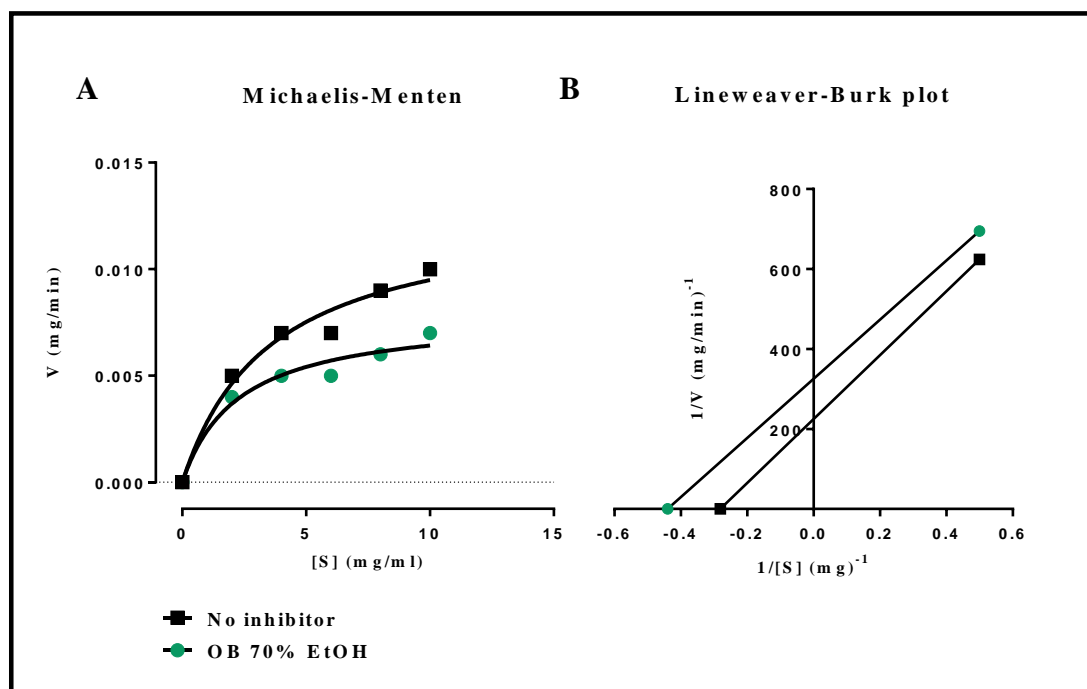 A
Michaelis-Menten
V (mg/min)
0.015
0.010
0.005
0.000
0
5
10
15
[S] (mg/ml)
B
Lineweaver-Burk plot
1/V (mg/min)-1
800
600
400
200
-0.6
-0.4
-0.2
0.0
0.2
0.4
0.6
1/[S] (mg)-1
No inhibitor
OB 70% EtOH